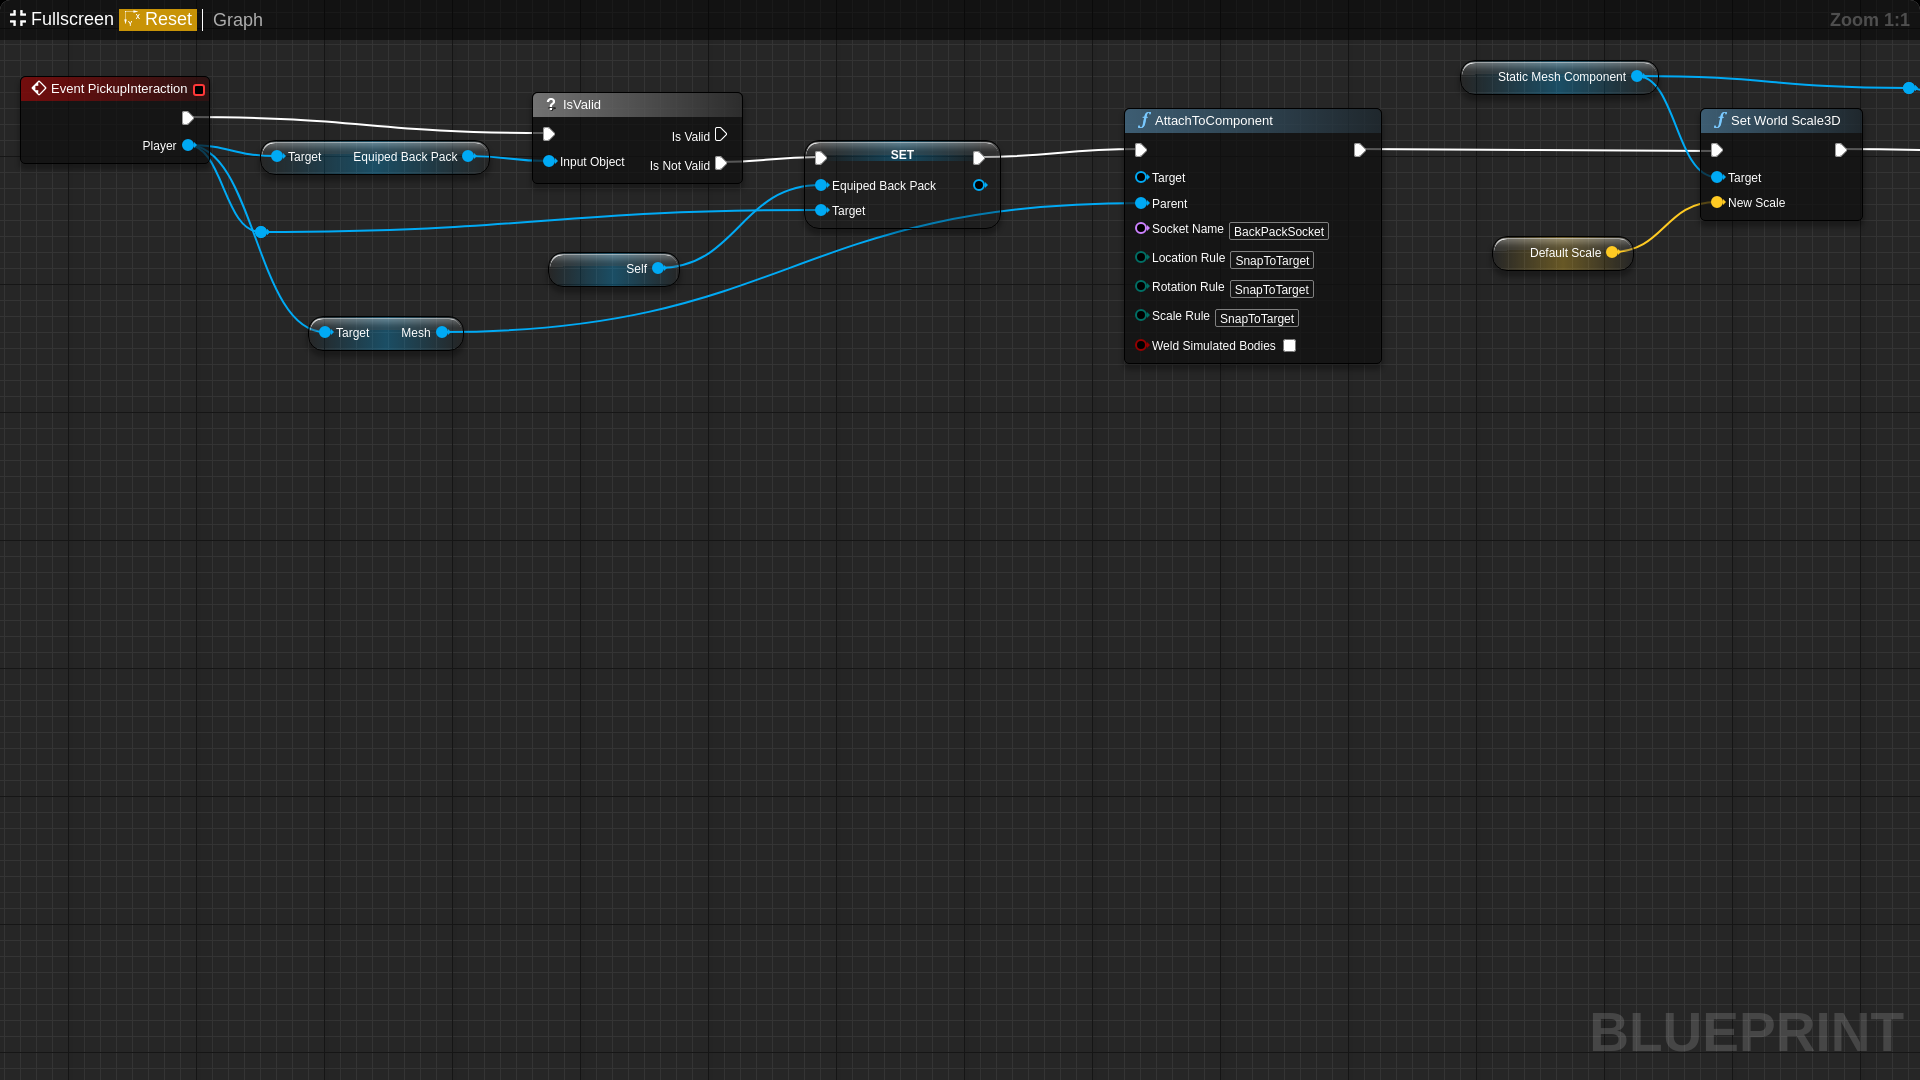 Fullscreen Reset Graph
Zoom 1:1
Event PickupInteraction
Player
Target Equiped Back Pack
? IsValid
Is Valid
Input Object
Is Not Valid
SET
Equiped Back Pack
Target
Self
Target Mesh
AttachToComponent
Target
Parent
Socket Name BackPackSocket
Location Rule SnapToTarget
Rotation Rule SnapToTarget
Scale Rule SnapToTarget
Weld Simulated Bodies
Static Mesh Component
Set World Scale3D
Target
New Scale
Default Scale
BLUEPRINT